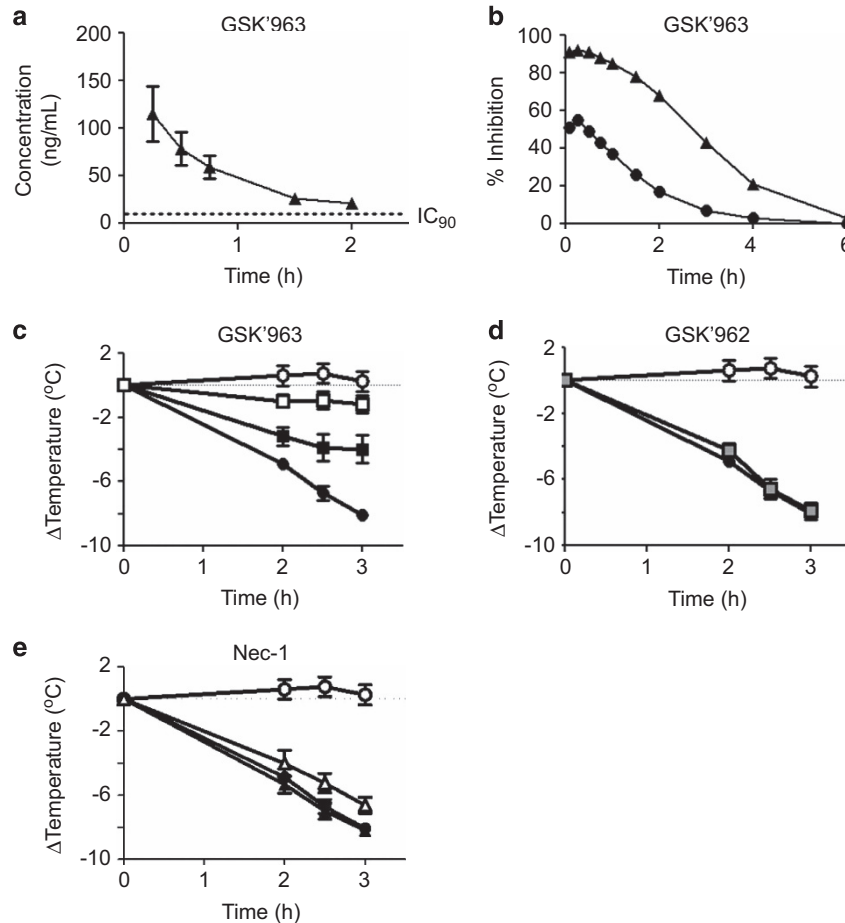 a
GSK'963
200
150
100
50
0
Concentration
(ng/mL)
IC90
0
1
2
Time (h)
b
GSK'963
100
80
60
40
20
0
% Inhibition
0
2
4
6
Time (h)
c
GSK'963
2
-2
-6
-10
ΔTemperature (°C)
0
1
2
3
Time (h)
d
GSK'962
2
-2
-6
-10
ΔTemperature (°C)
0
1
2
3
Time (h)
e
Nec-1
2
-2
-6
-10
ΔTemperature (°C)
0
1
2
3
Time (h)